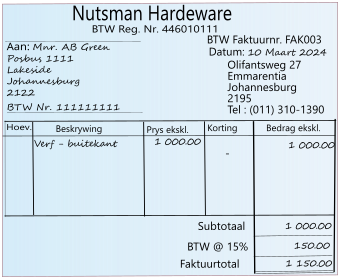 Nutsman Hardeware
BTW Reg. Nr. 446010111
BTW Faktuurnr. FAK003
Aan: Mnr. AB Green
Datum: 10 Maart 2024
Posbus 1111
Olifantsweg 27
Lakeside
Emmarentia
Johannesburg
Johannesburg
2122
2195
BTW Nr. 111111111
Tel : (011) 310-1390
Hoev. Beskrywing Prys ekskl. Korting Bedrag ekskl.
Verf - buitekant 1 000.00 - 1 000.00
Subtotaal 1 000.00
BTW @ 15% 150.00
Faktuurtotaal 1 150.00